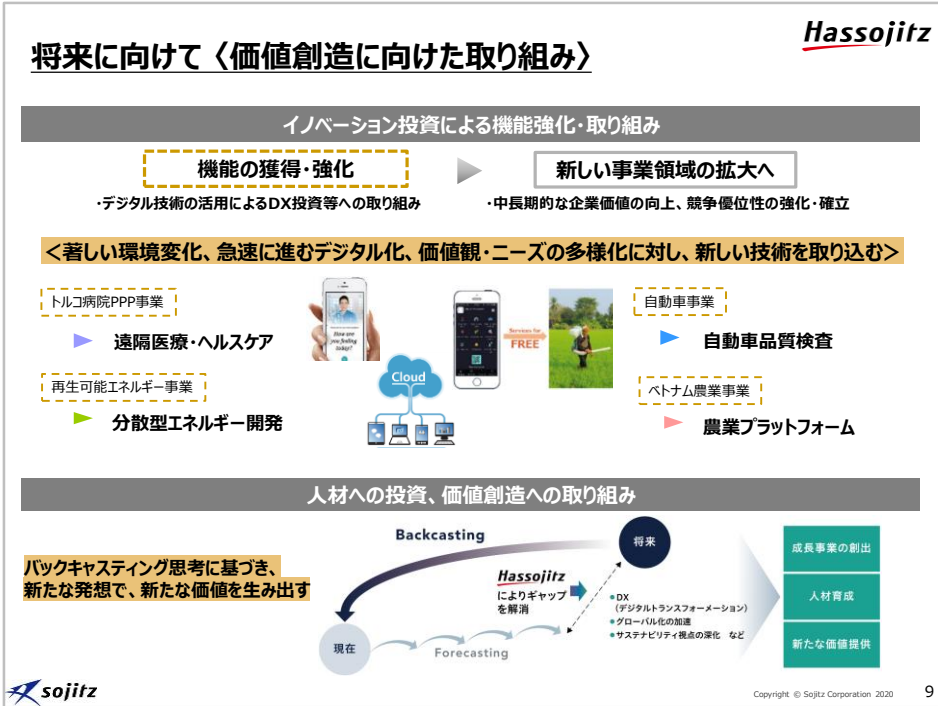 Hassojitz
将来に向けて〈価値創造に向けた取り組み〉
イノベーション投資による機能強化・取り組み
機能の獲得・強化
新しい事業領域の拡大へ
・デジタル技術の活用によるDX投資等への取り組み
・中長期的な企業価値の向上、競争優位性の強化・確立
＜著しい環境変化、急速に進むデジタル化、価値観・ニーズの多様化に対し、新しい技術を取り込む＞
トルコ病院PPP事業
遠隔医療・ヘルスケア
再生可能エネルギー事業
分散型エネルギー開発
How are
you feeling
today?
Cloud
Services for
FREE
自動車事業
自動車品質検査
ベトナム農業事業
農業プラットフォーム
人材への投資、価値創造への取り組み
バックキャスティング思考に基づき、
新たな発想で、新たな価値を生み出す
Backcasting
将来
Hassojitz
によりギャップ
を解消
●DX
（デジタルトランスフォーメーション）
●グローバル化の加速
●サステナビリティ視点の深化 など
現在
Forecasting
成長事業の創出
人材育成
新たな価値提供
sojitz
Copyright © Sojitz Corporation 2020
9